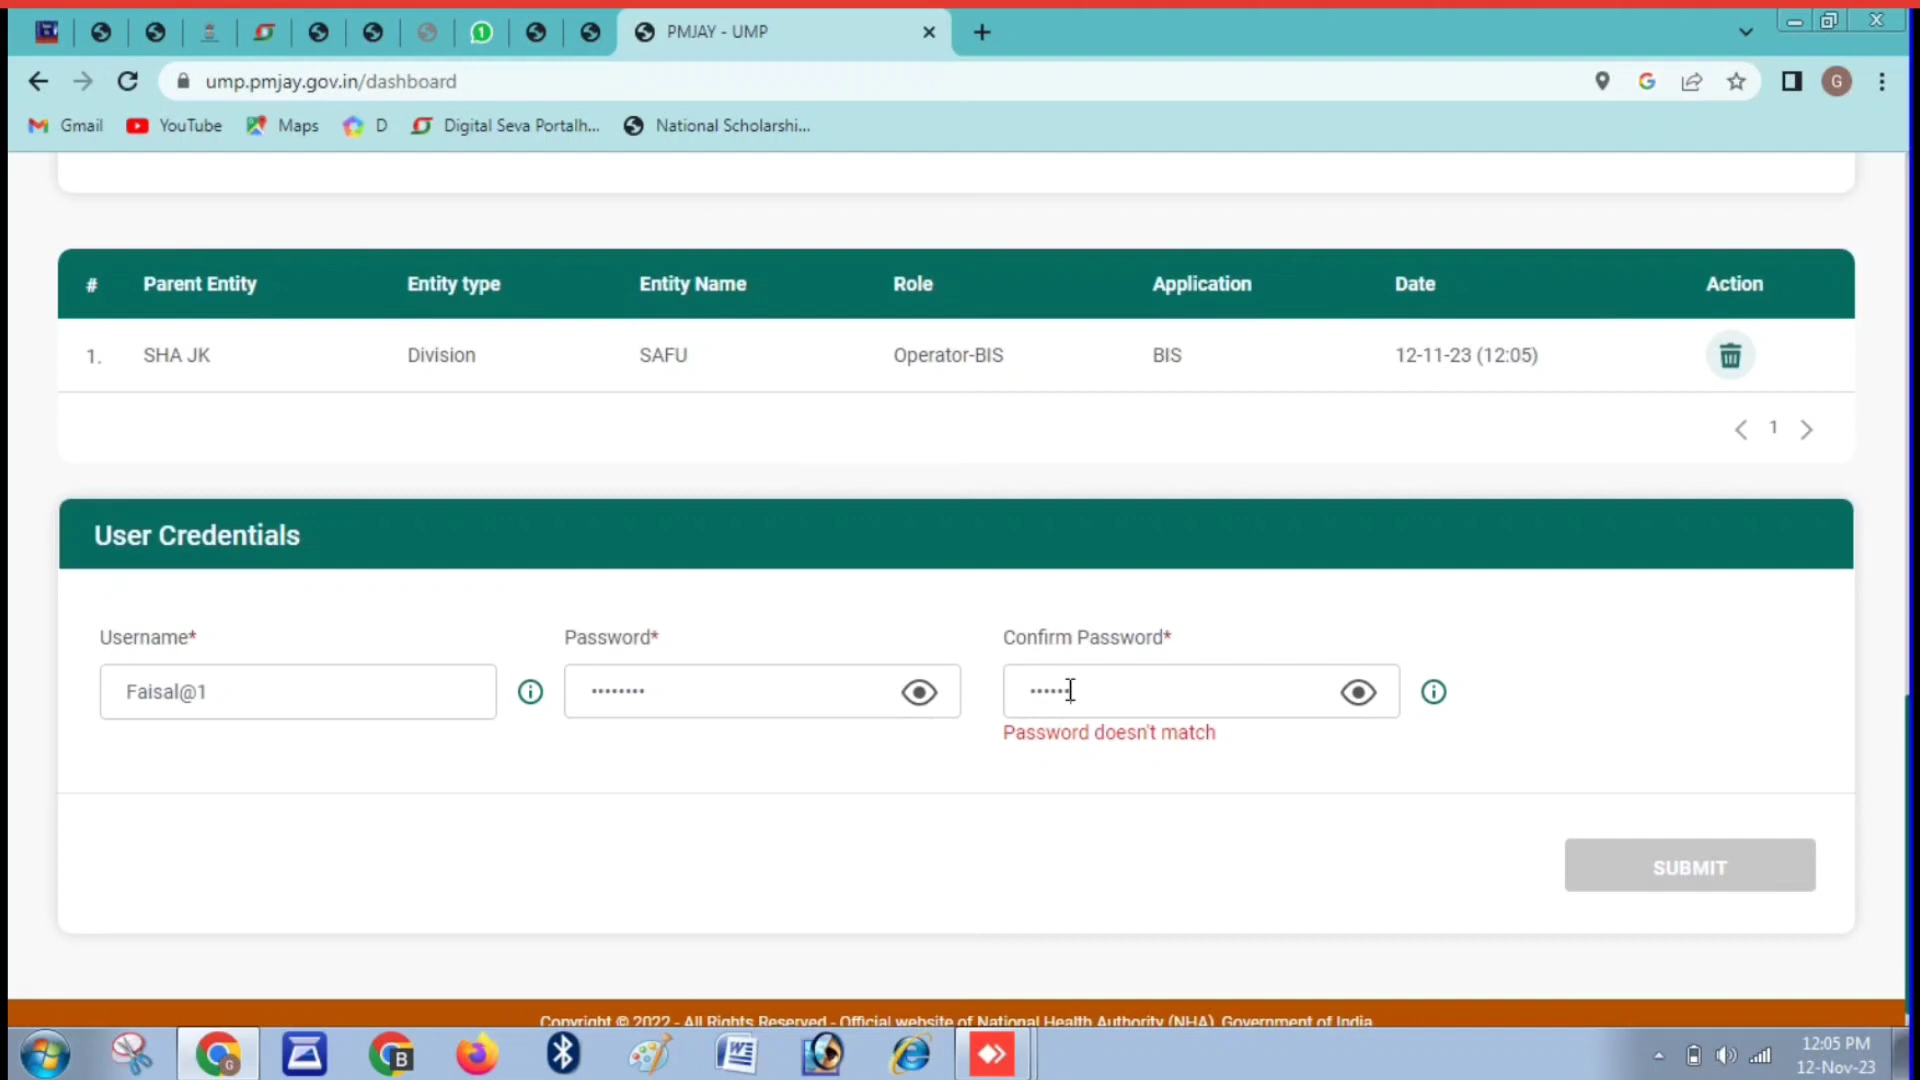 1
PMJAY - UMP
ump.pmjay.gov.in/dashboard
G
Gmail
YouTube
Maps
D
Digital Seva Portalh...
National Scholarshi...
# Parent Entity Entity type Entity Name Role Application Date Action
1. SHA JK Division SAFU Operator-BIS BIS 12-11-23 (12:05)
1
User Credentials
Username* Password* Confirm Password*
Faisal@1
Password doesn't match
SUBMIT
Copyright © 2022 - All Rights Reserved - Official website of National Health Authority (NHA), Government of India
12:05 PM
12-Nov-23